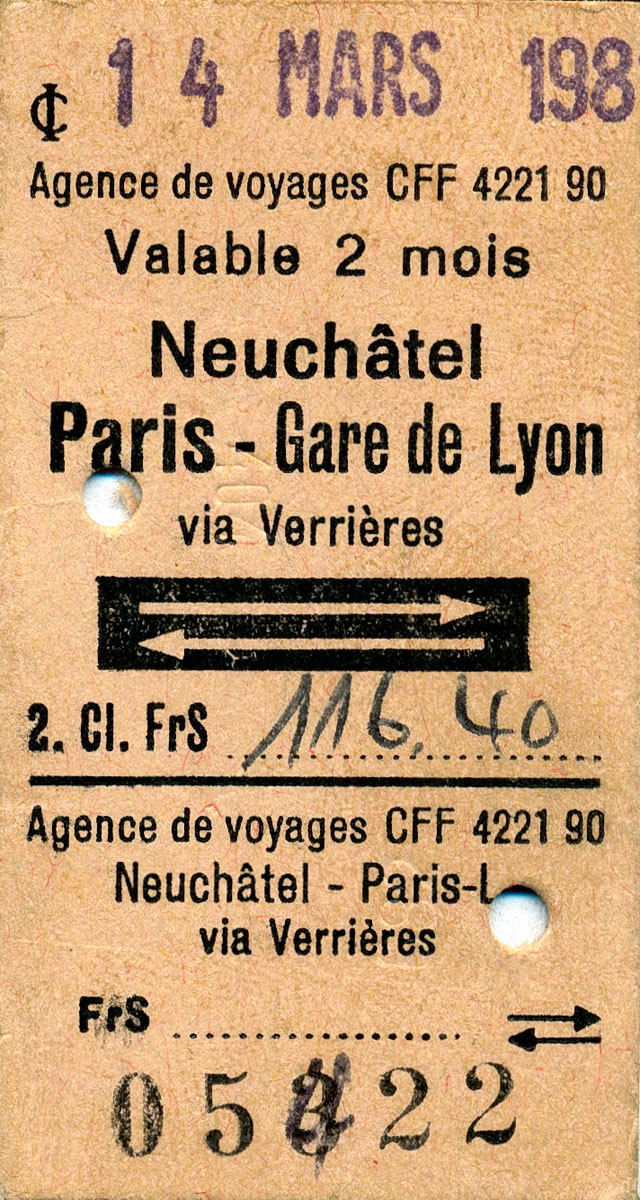 14 MARS 198
Agence de voyages CFF 4221 90
Valable 2 mois
Neuchâtel
Paris - Gare de Lyon
via Verrières
2. Cl. FrS 116.40
Agence de voyages CFF 4221 90
Neuchâtel - Paris-L
via Verrières
FrS
05422